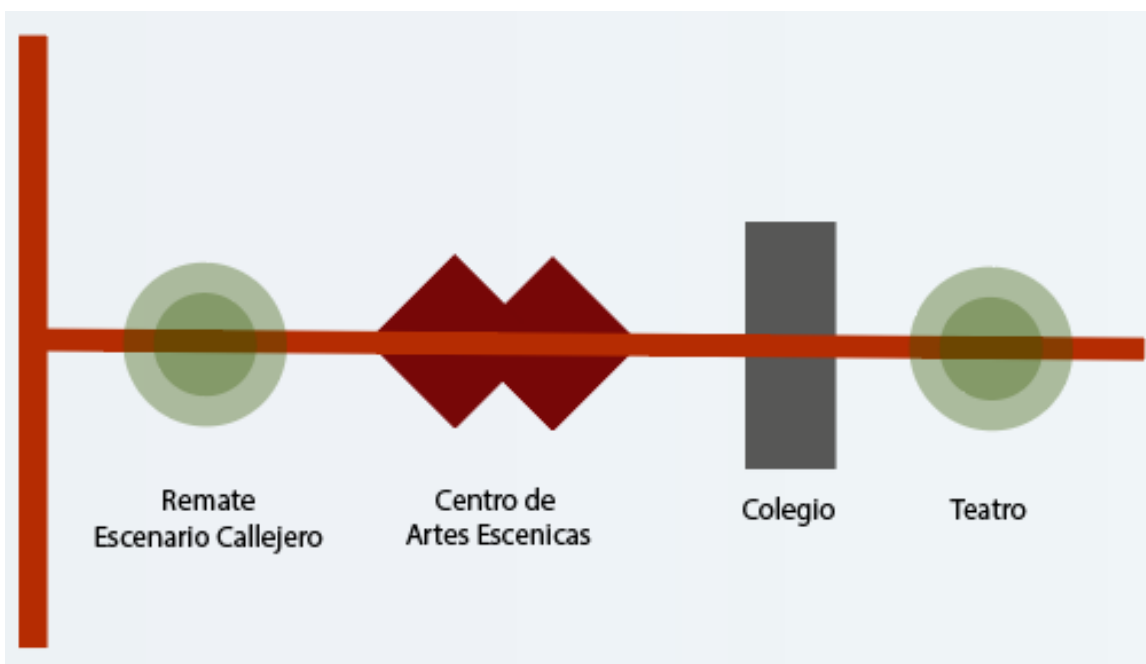 Remate
Escenario Callejero
Centro de
Artes Escenicas
Colegio
Teatro